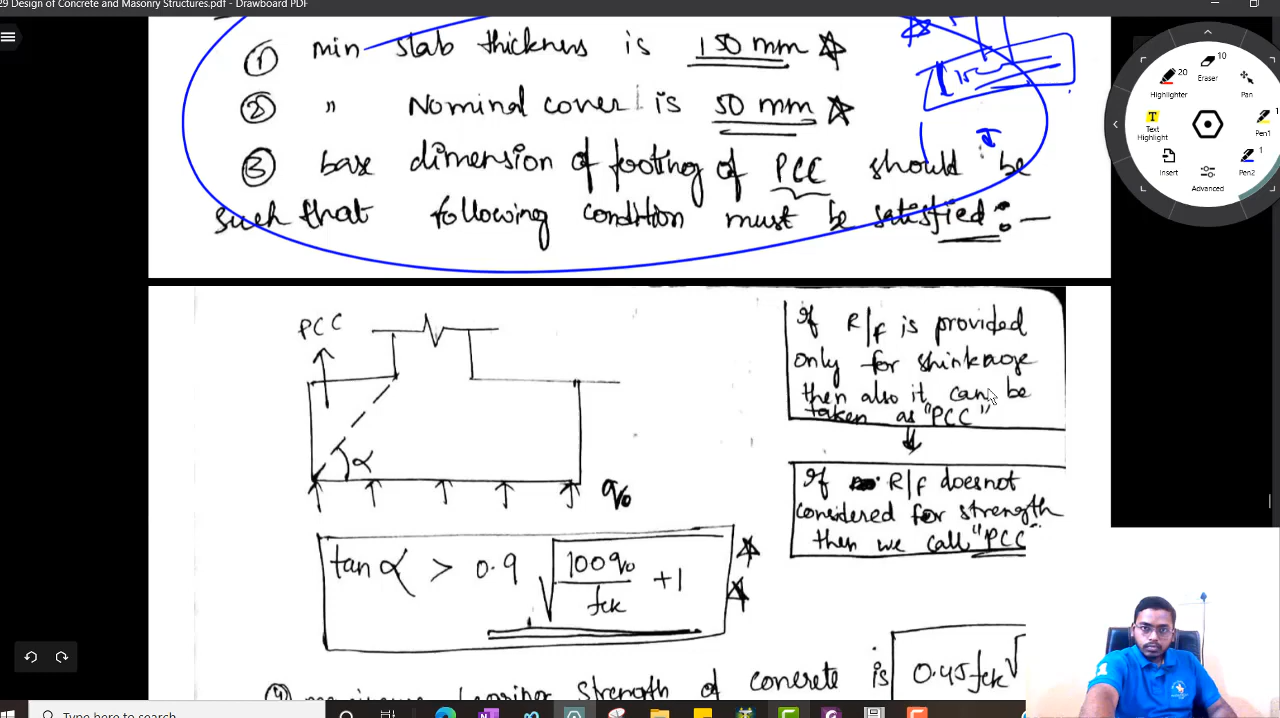 29 Design of Concrete and Masonry Structures.pdf - Drawboard PDF
① min slab thickness is 150 mm
② " Nominal cover is 50 mm
③ base dimension of footing of PCC should be
such that following condition must be satisfied :-
PCC
α
q₀
tan α > 0.9 √(100q₀/fck + 1)
If R/f is provided
only for shinkage
then also it can be
taken as "PCC"
If R/f doesnot
considered for strength
then we call "PCC"
strength of concrete is 0.45 fck √
20
Highlighter
10
Eraser
Pan
Text
Highlight
Pen1
Insert
Advanced
1
Pen2
Type here to search